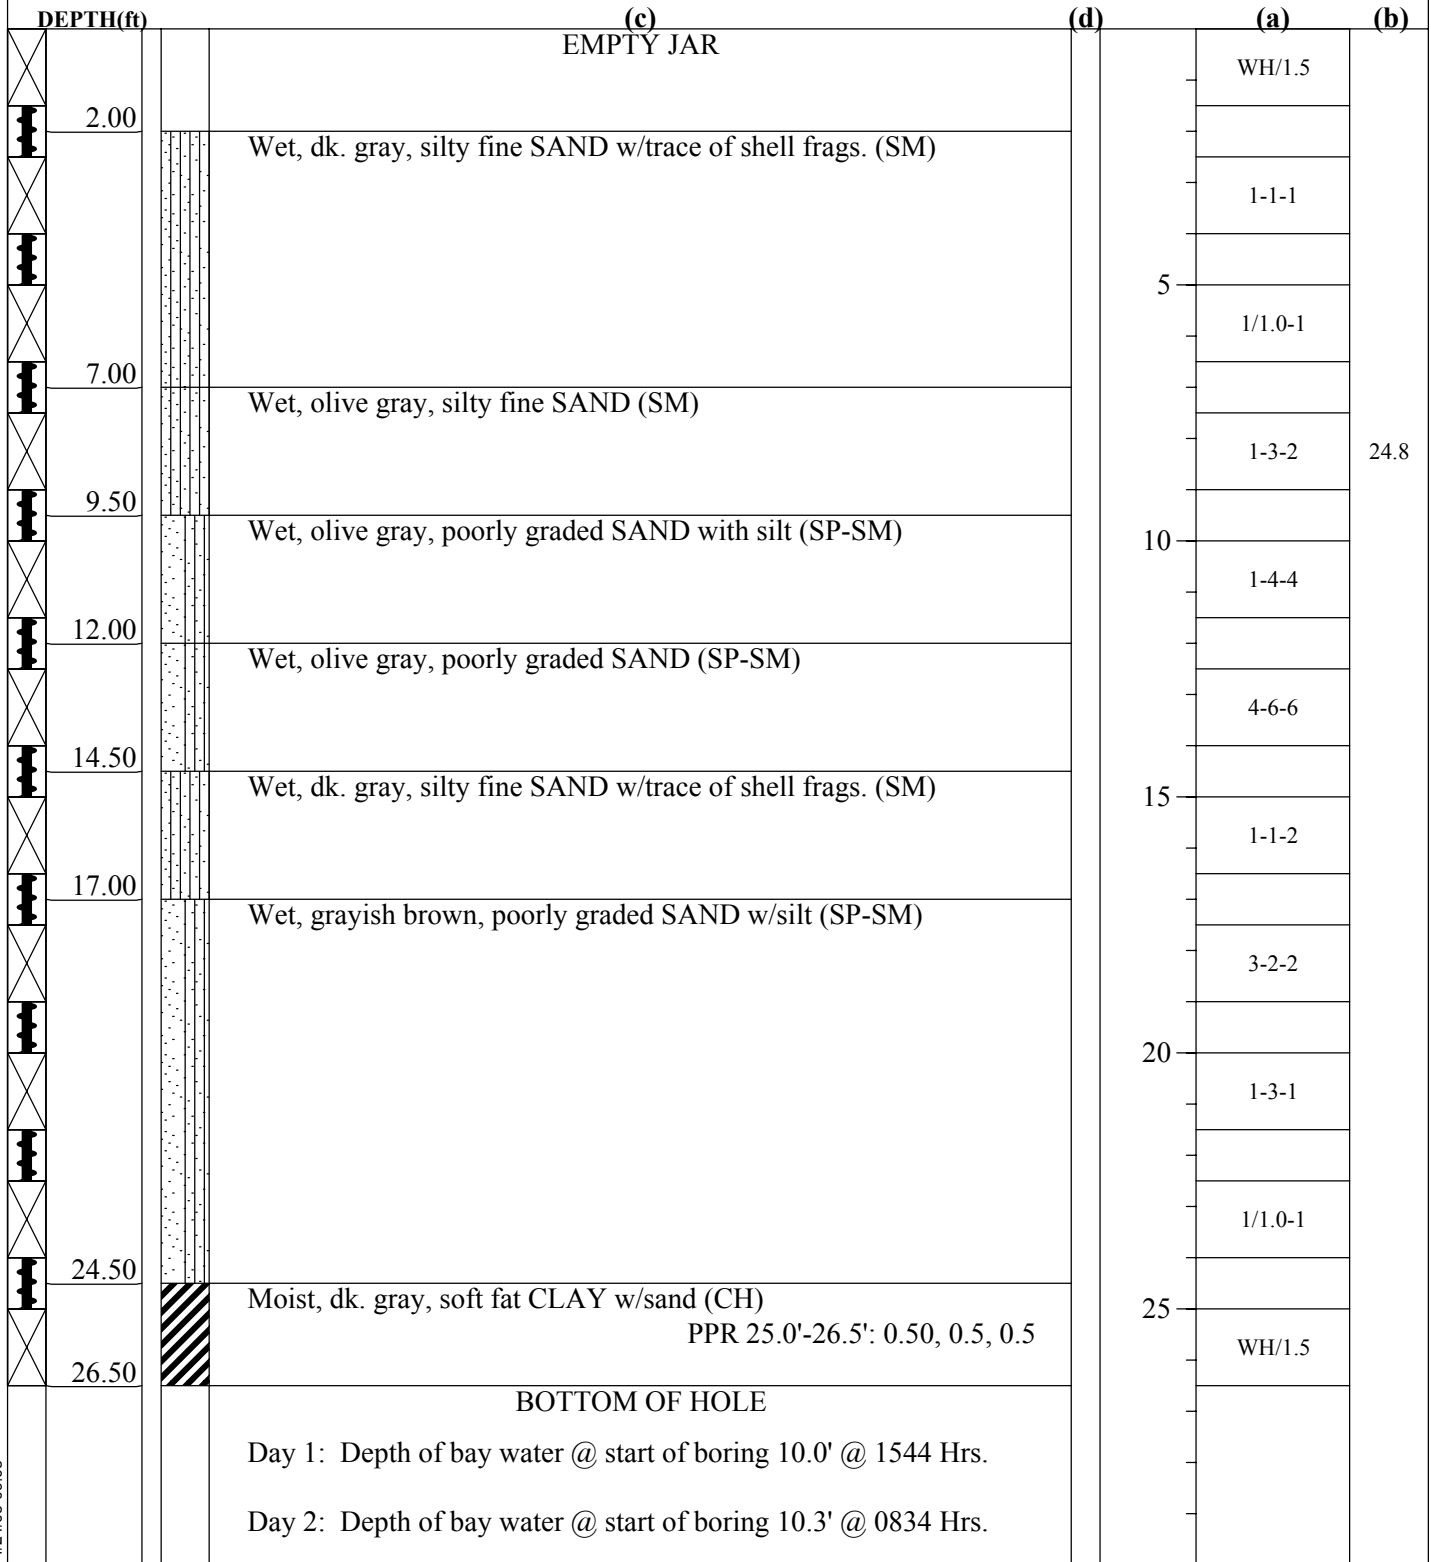 DEPTH(ft) (c) (d) (a) (b)
EMPTY JAR
WH/1.5
2.00
Wet, dk. gray, silty fine SAND w/trace of shell frags. (SM)
1-1-1
5
1/1.0-1
7.00
Wet, olive gray, silty fine SAND (SM)
1-3-2 24.8
9.50
Wet, olive gray, poorly graded SAND with silt (SP-SM)
10
1-4-4
12.00
Wet, olive gray, poorly graded SAND (SP-SM)
4-6-6
14.50
Wet, dk. gray, silty fine SAND w/trace of shell frags. (SM)
15
1-1-2
17.00
Wet, grayish brown, poorly graded SAND w/silt (SP-SM)
3-2-2
20
1-3-1
1/1.0-1
24.50
Moist, dk. gray, soft fat CLAY w/sand (CH)
25
PPR 25.0'-26.5': 0.50, 0.5, 0.5
WH/1.5
26.50
BOTTOM OF HOLE
Day 1: Depth of bay water @ start of boring 10.0' @ 1544 Hrs.
Day 2: Depth of bay water @ start of boring 10.3' @ 0834 Hrs.